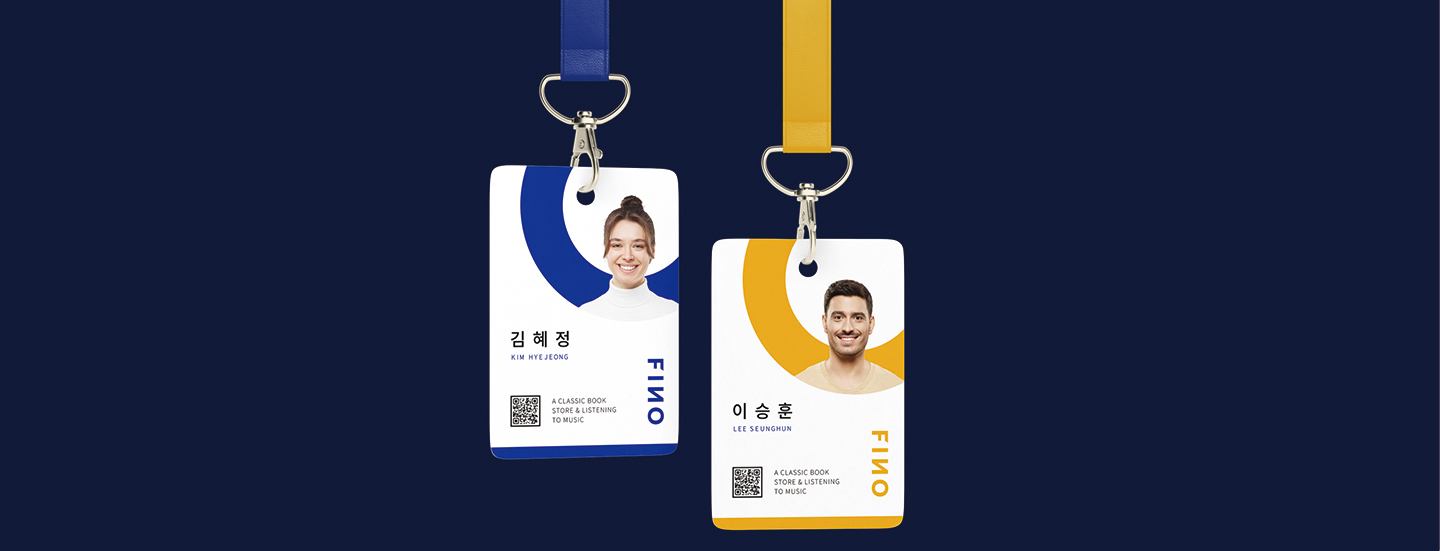 김혜정
KIM HYEJEONG
FINO
A CLASSIC BOOK
STORE & LISTENING
TO MUSIC
이승훈
LEE SEUNGHUN
FINO
A CLASSIC BOOK
STORE & LISTENING
TO MUSIC